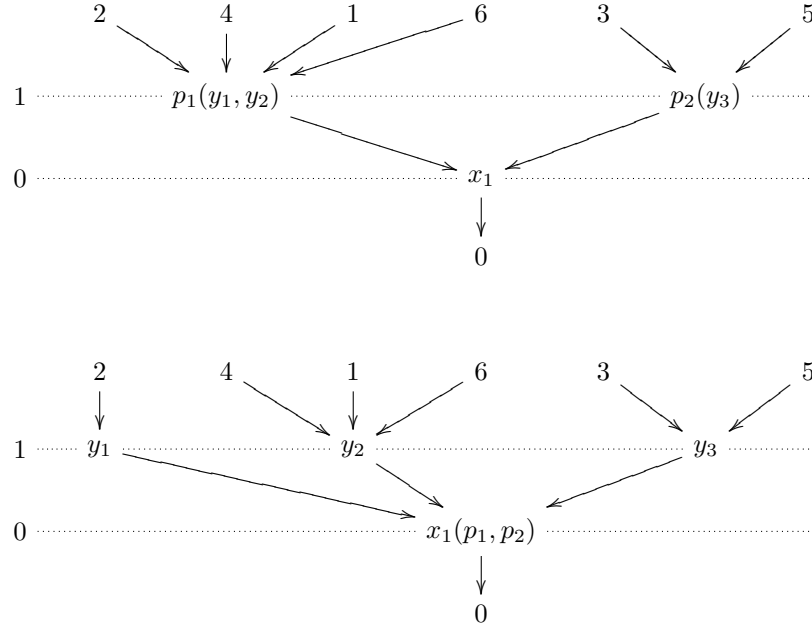 2 4 1 6 3 5
1 p₁(y₁, y₂) p₂(y₃)
0 x₁
0
2 4 1 6 3 5
1 y₁ y₂ y₃
0 x₁(p₁, p₂)
0